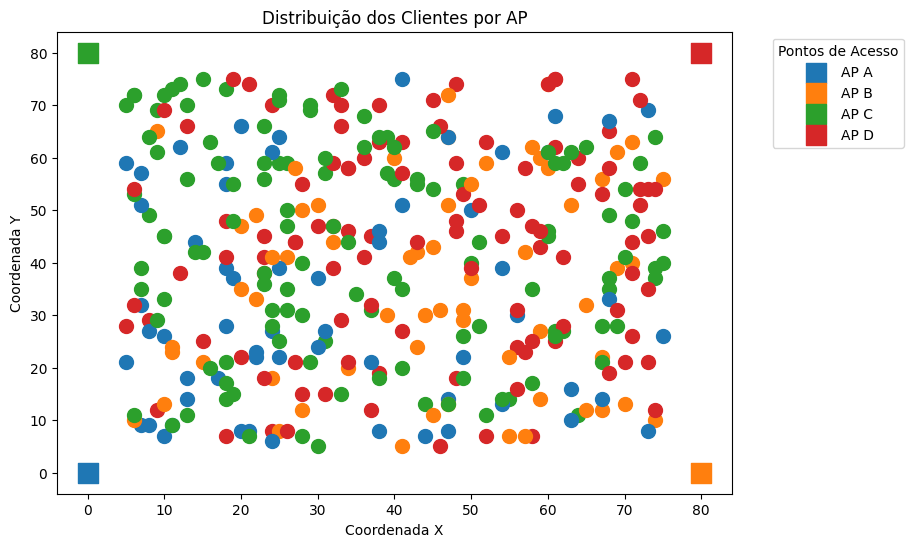 Distribuição dos Clientes por AP
Coordenada Y
80
70
60
50
40
30
20
10
0
0 10 20 30 40 50 60 70 80
Coordenada X
Pontos de Acesso
AP A
AP B
AP C
AP D